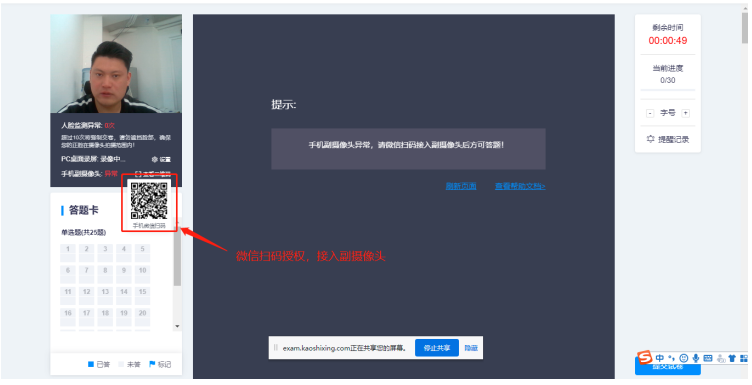 人脸监测异常: 0次
超过10次将强制交卷，请勿遮挡脸部，确保
您的正脸在摄像头扫描范围内！
PC桌面录屏: 录像中... 设置
手机副摄像头: 异常
手机微信扫码
答题卡
单选题(共25题)
1 2 3 4 5
6 7 8 9 10
11 12 13 14 15
16 17 18 19 20
已答 未答 标记
提示:
手机副摄像头异常，请微信扫码接入副摄像头后方可答题！
刷新页面 查看帮助文档>
微信扫码授权，接入副摄像头
exam.kaoshixing.com正在共享您的屏幕。 停止共享 隐藏
剩余时间
00:00:49
当前进度
0/30
- 字号 +
提醒记录
中
提交试卷